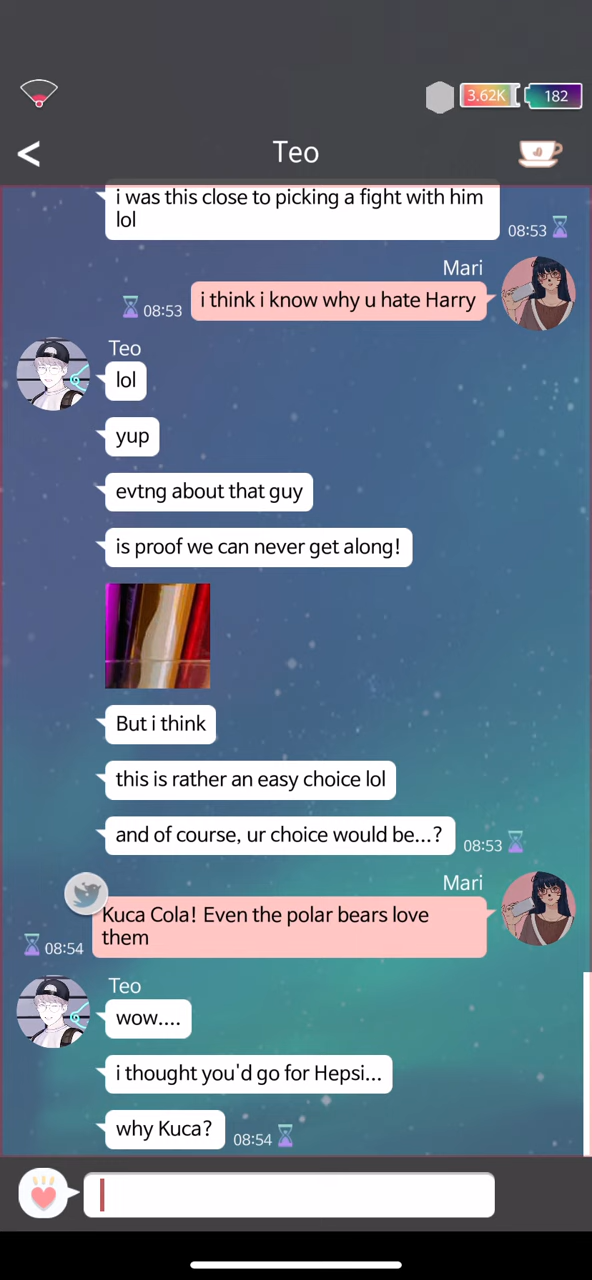 3.62K 182
< Teo
i was this close to picking a fight with him
lol
08:53
Mari
i think i know why u hate Harry
08:53
Teo
lol
yup
evtng about that guy
is proof we can never get along!
But i think
this is rather an easy choice lol
and of course, ur choice would be...?
08:53
Mari
Kuca Cola! Even the polar bears love
them
08:54
Teo
wow....
i thought you'd go for Hepsi...
why Kuca?
08:54